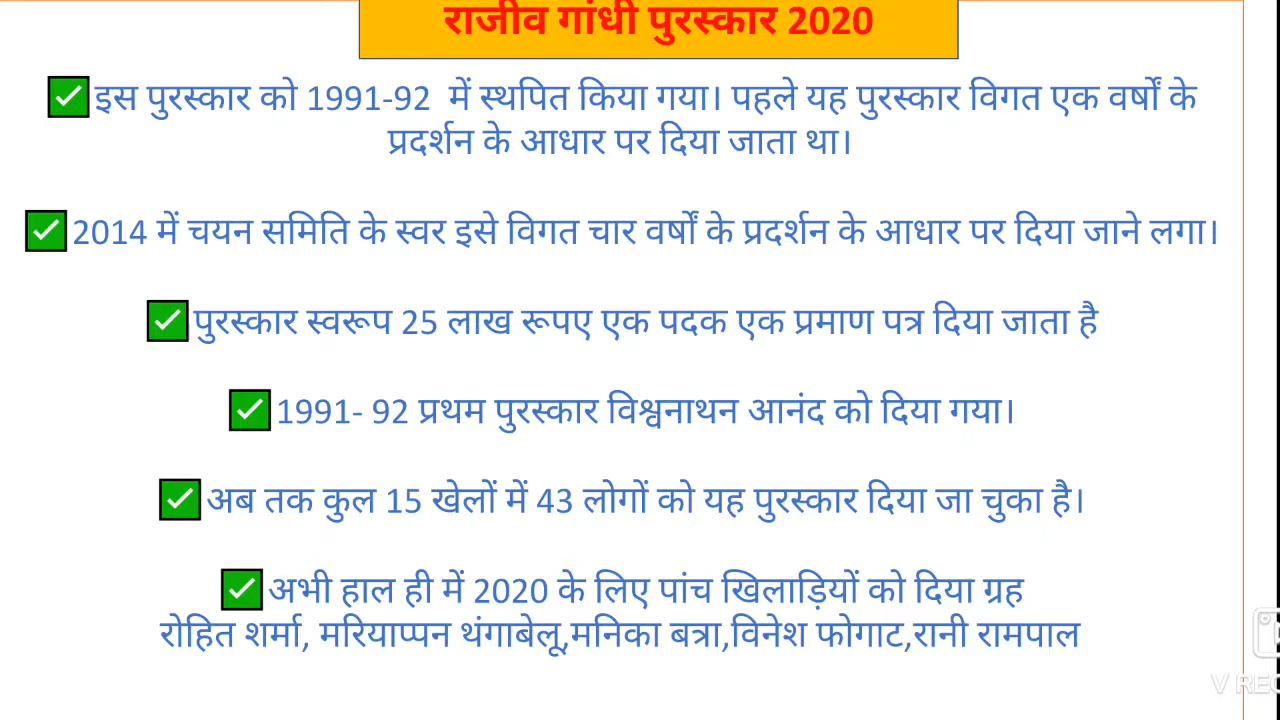 राजीव गांधी पुरस्कार 2020
इस पुरस्कार को 1991-92 में स्थपित किया गया। पहले यह पुरस्कार विगत एक वर्षों के
प्रदर्शन के आधार पर दिया जाता था।
2014 में चयन समिति के स्वर इसे विगत चार वर्षों के प्रदर्शन के आधार पर दिया जाने लगा।
पुरस्कार स्वरूप 25 लाख रूपए एक पदक एक प्रमाण पत्र दिया जाता है
1991- 92 प्रथम पुरस्कार विश्वनाथन आनंद को दिया गया।
अब तक कुल 15 खेलों में 43 लोगों को यह पुरस्कार दिया जा चुका है।
अभी हाल ही में 2020 के लिए पांच खिलाड़ियों को दिया ग्रह
रोहित शर्मा, मरियाप्पन थंगाबेलू,मनिका बत्रा,विनेश फोगाट,रानी रामपाल